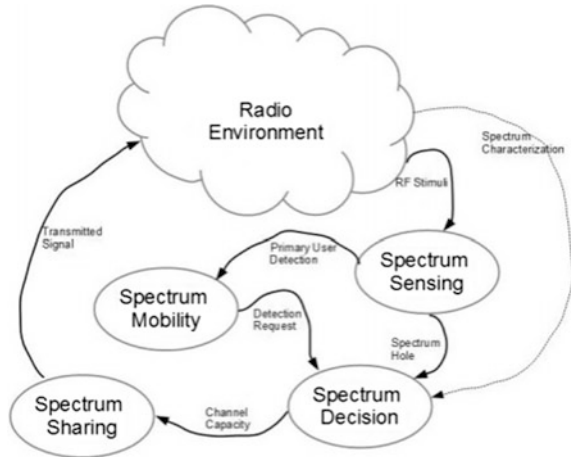 Radio
Environment
Spectrum
Characterization
RF Stimuli
Transmitted
Signal
Primary User
Detection
Spectrum
Sensing
Spectrum
Mobility
Detection
Request
Spectrum
Hole
Spectrum
Decision
Channel
Capacity
Spectrum
Sharing